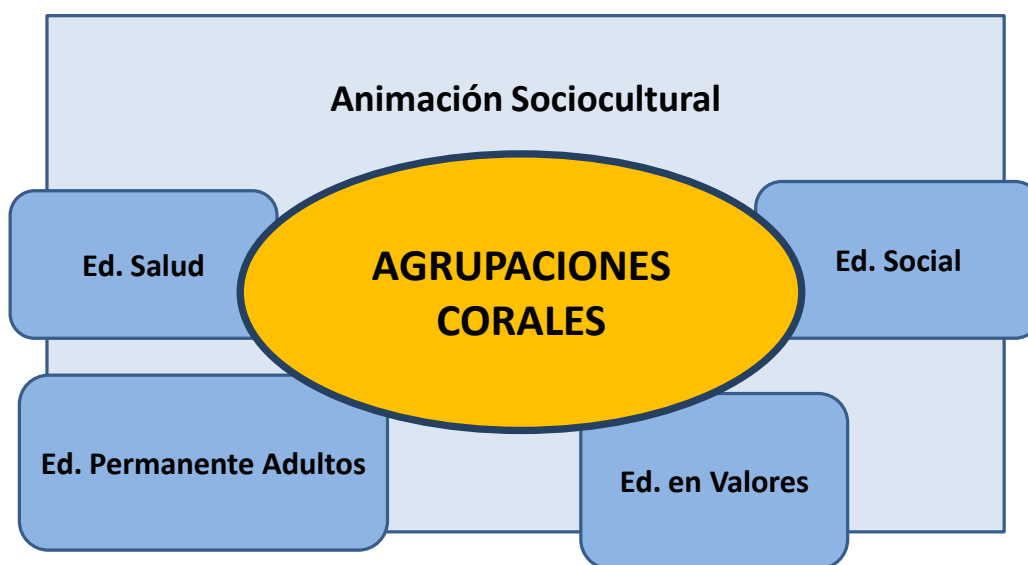 Animación Sociocultural
Ed. Salud
AGRUPACIONES
CORALES
Ed. Social
Ed. Permanente Adultos
Ed. en Valores